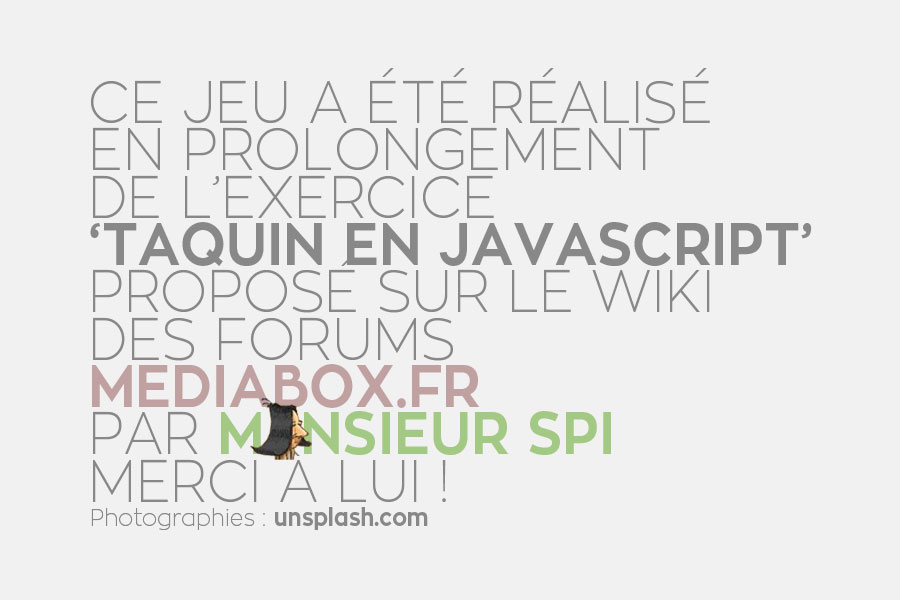 CE JEU A ÉTÉ RÉALISÉ
EN PROLONGEMENT
DE L'EXERCICE
‘TAQUIN EN JAVASCRIPT’
PROPOSÉ SUR LE WIKI
DES FORUMS
MEDIABOX.FR
PAR MONSIEUR SPI
MERCI A LUI !
Photographies : unsplash.com